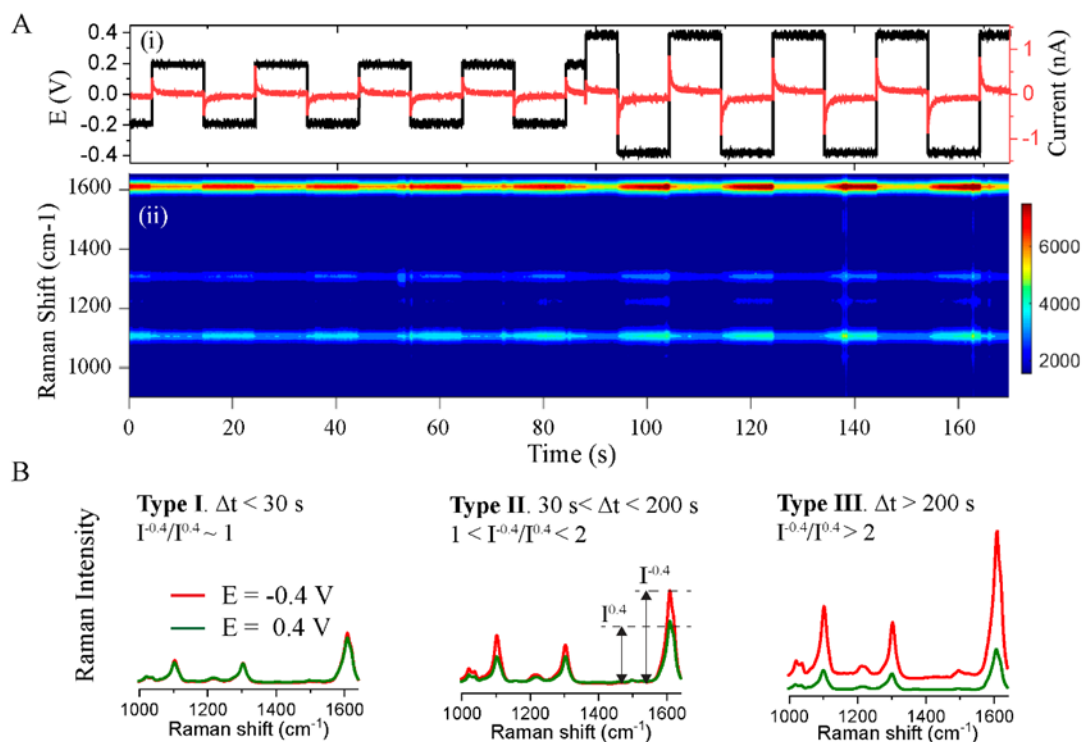 A
(i)
E (V)
0.4
0.2
0.0
-0.2
-0.4
1
0
-1
Current (nA)
(ii)
Raman Shift (cm-1)
1600
1400
1200
1000
6000
4000
2000
0 20 40 60 80 100 120 140 160
Time (s)
B
Raman Intensity
Type I. Δt < 30 s
I-0.4/I0.4 ~ 1
E = -0.4 V
E = 0.4 V
1000 1200 1400 1600
Raman shift (cm-1)
Type II. 30 s< Δt < 200 s
1 < I-0.4/I0.4 < 2
I-0.4
I0.4
1000 1200 1400 1600
Raman shift (cm-1)
Type III. Δt > 200 s
I-0.4/I0.4 > 2
1000 1200 1400 1600
Raman shift (cm-1)